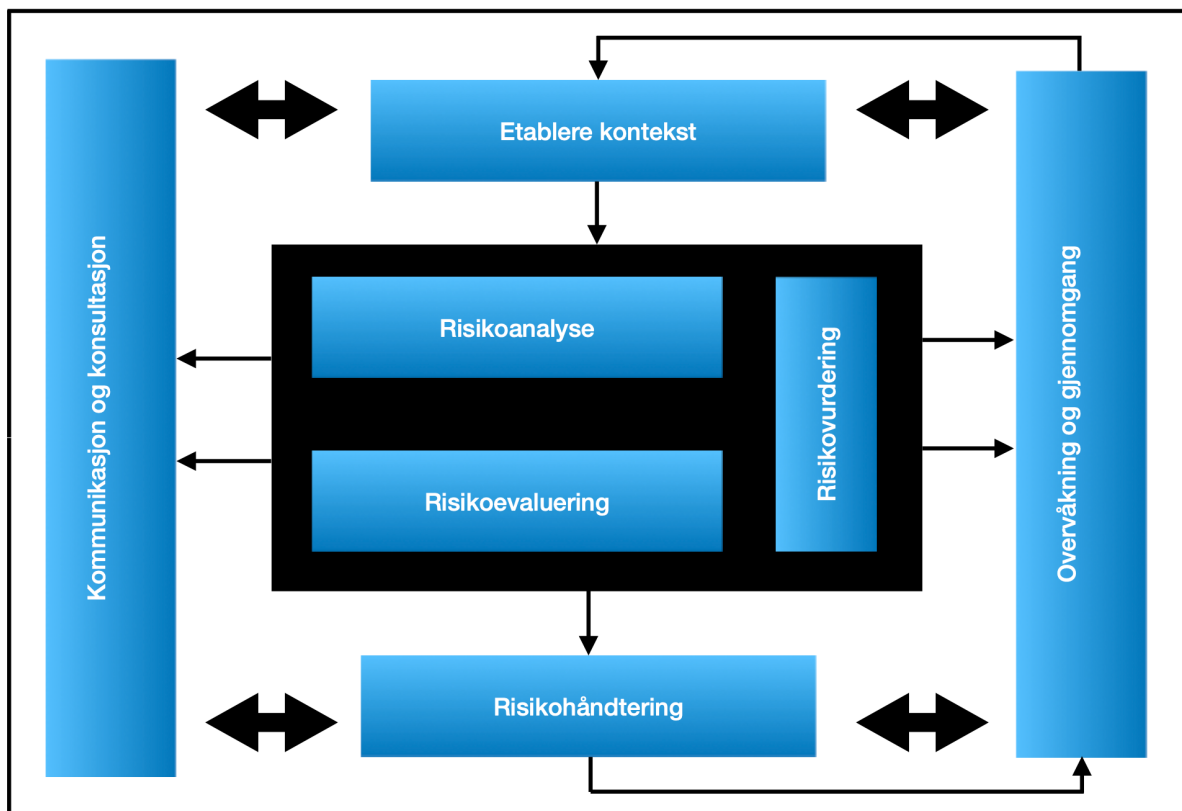 Kommunikasjon og konsultasjon
Etablere kontekst
Risikoanalyse
Risikoevaluering
Risikovurdering
Risikohåndtering
Overvåkning og gjennomgang